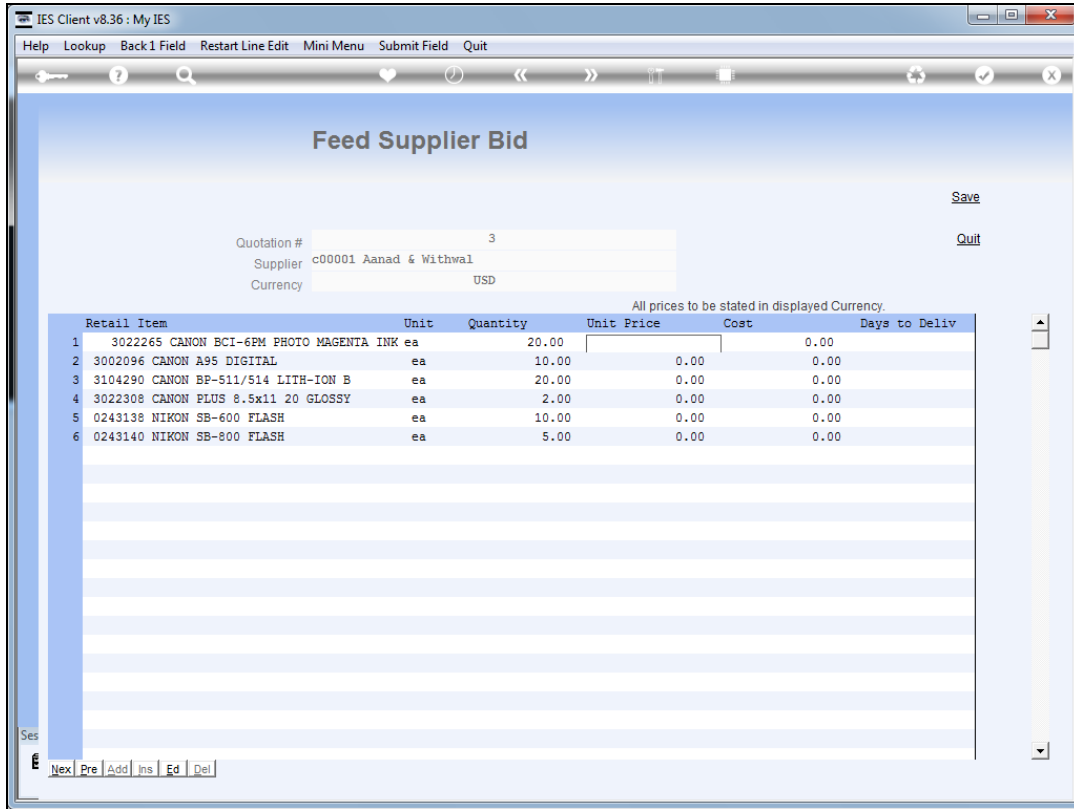 IES Client v8.36 : My IES
Help Lookup Back 1 Field Restart Line Edit Mini Menu Submit Field Quit
Feed Supplier Bid
Save
Quotation # 3 Quit
Supplier c00001 Aanad & Withwal
Currency USD
All prices to be stated in displayed Currency.
Retail Item Unit Quantity Unit Price Cost Days to Deliv
1 3022265 CANON BCI-6PM PHOTO MAGENTA INK ea 20.00 0.00
2 3002096 CANON A95 DIGITAL ea 10.00 0.00 0.00
3 3104290 CANON BP-511/514 LITH-ION B ea 20.00 0.00 0.00
4 3022308 CANON PLUS 8.5x11 20 GLOSSY ea 2.00 0.00 0.00
5 0243138 NIKON SB-600 FLASH ea 10.00 0.00 0.00
6 0243140 NIKON SB-800 FLASH ea 5.00 0.00 0.00
Ses
Nex Pre Add Ins Ed Del